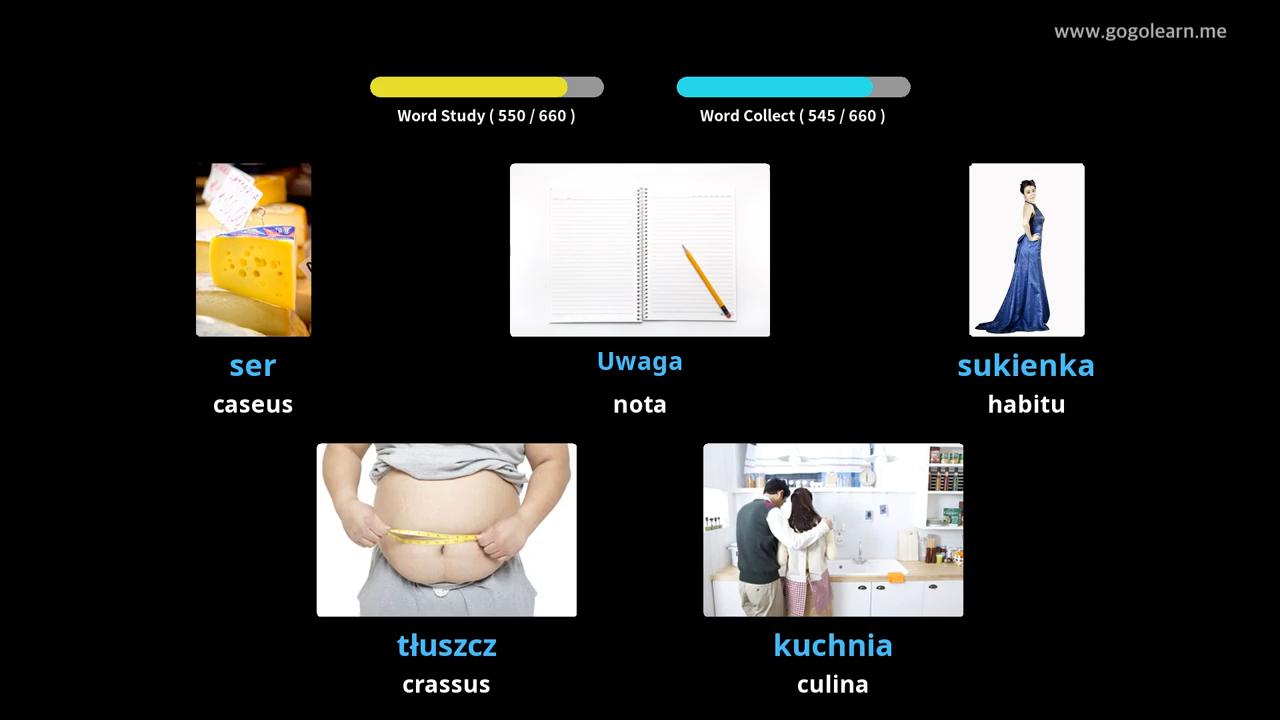 www.gogolearn.me
Word Study ( 550 / 660 )
Word Collect ( 545 / 660 )
ser
Uwaga
sukienka
caseus
nota
habitu
tłuszcz
kuchnia
crassus
culina